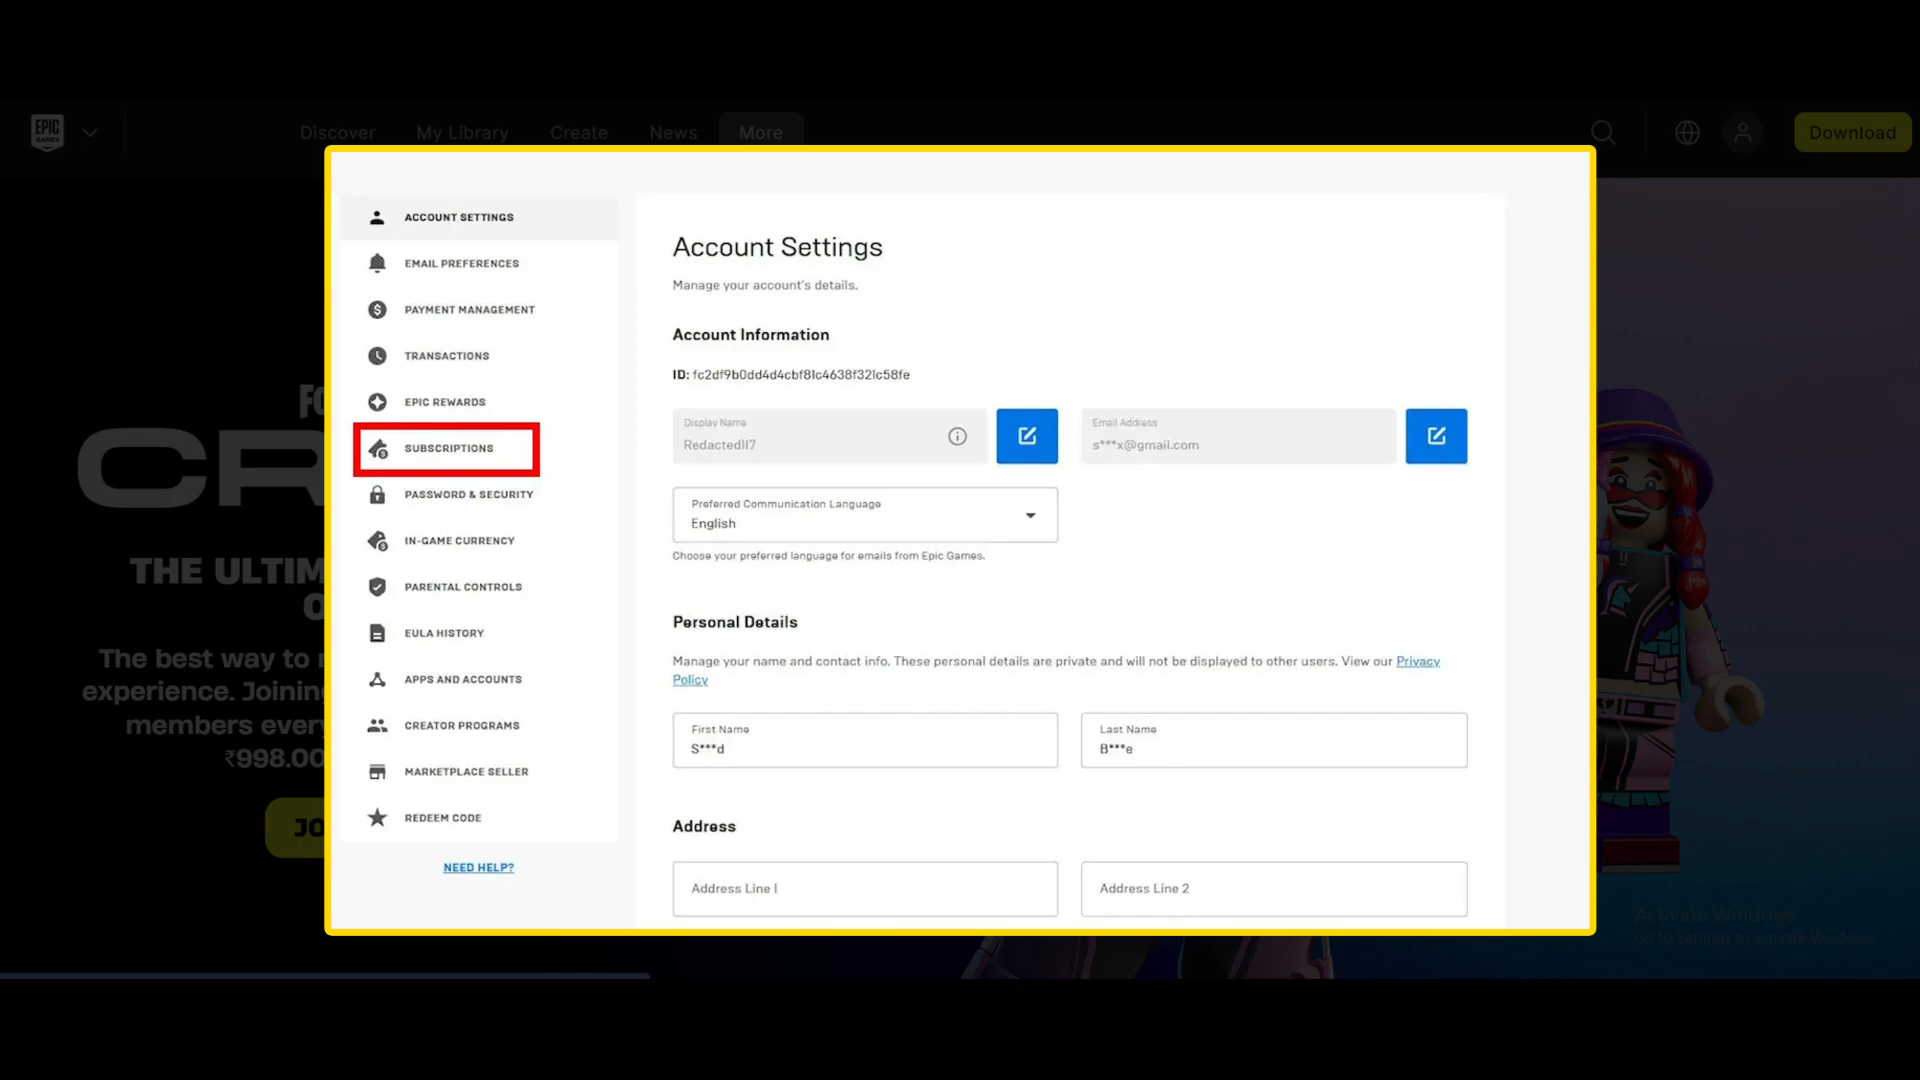 EPIC
GAMES
Discover
My Library
Create
News
More
Download
ACCOUNT SETTINGS
EMAIL PREFERENCES
PAYMENT MANAGEMENT
TRANSACTIONS
EPIC REWARDS
SUBSCRIPTIONS
PASSWORD & SECURITY
IN-GAME CURRENCY
PARENTAL CONTROLS
EULA HISTORY
APPS AND ACCOUNTS
CREATOR PROGRAMS
MARKETPLACE SELLER
REDEEM CODE
NEED HELP?
Account Settings
Manage your account's details.
Account Information
ID: fc2df9b0dd4d4cbf81c4638f321c58fe
Display Name
Redacted117
Email Address
s***x@gmail.com
Preferred Communication Language
English
Choose your preferred language for emails from Epic Games.
Personal Details
Manage your name and contact info. These personal details are private and will not be displayed to other users. View our Privacy
Policy
First Name
S***d
Last Name
B***e
Address
Address Line 1
Address Line 2
FO
CR
THE ULTIM
O
The best way to
experience. Joining
members every
₹998.00
JO
Activate Windows
Go to Settings to activate Windows.